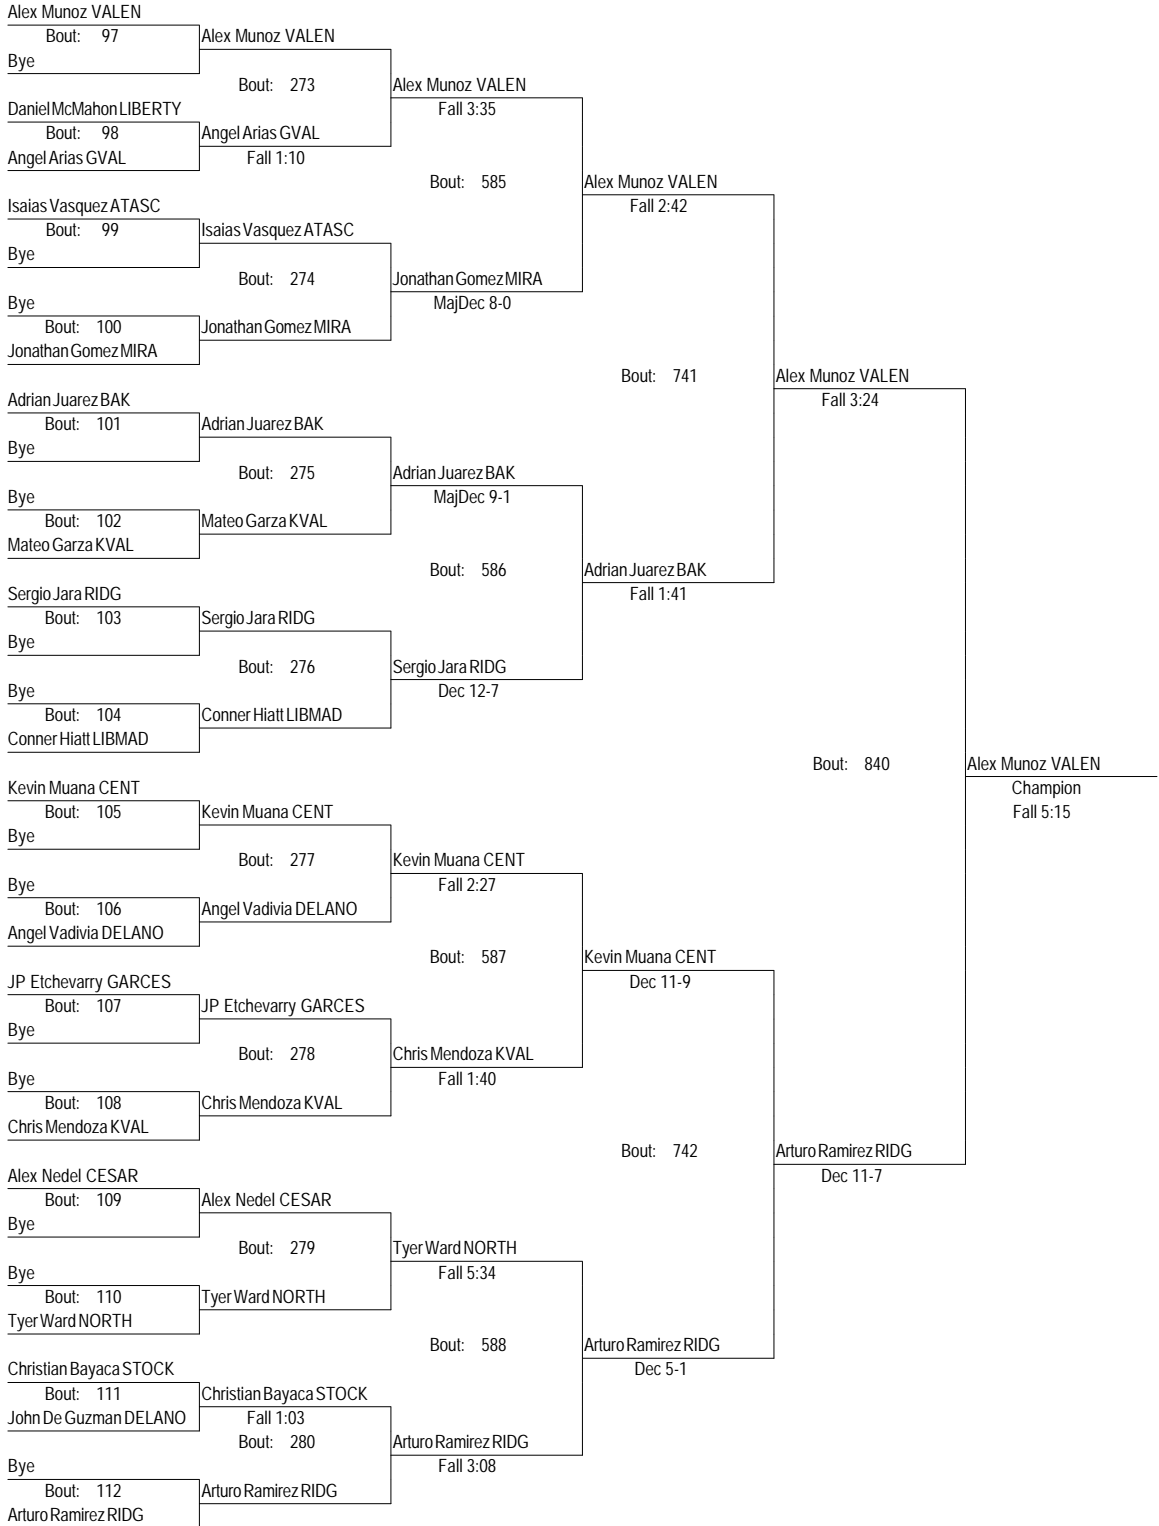 Alex Munoz VALEN
Bout: 97 Alex Munoz VALEN
Bye
Bout: 273 Alex Munoz VALEN
Daniel McMahon LIBERTY Fall 3:35
Bout: 98 Angel Arias GVAL
Angel Arias GVAL Fall 1:10
Bout: 585 Alex Munoz VALEN
Isaias Vasquez ATASC Fall 2:42
Bout: 99 Isaias Vasquez ATASC
Bye
Bout: 274 Jonathan Gomez MIRA
Bye MajDec 8-0
Bout: 100 Jonathan Gomez MIRA
Jonathan Gomez MIRA
Bout: 741 Alex Munoz VALEN
Adrian Juarez BAK Fall 3:24
Bout: 101 Adrian Juarez BAK
Bye
Bout: 275 Adrian Juarez BAK
Bye MajDec 9-1
Bout: 102 Mateo Garza KVAL
Mateo Garza KVAL
Bout: 586 Adrian Juarez BAK
Sergio Jara RIDG Fall 1:41
Bout: 103 Sergio Jara RIDG
Bye
Bout: 276 Sergio Jara RIDG
Bye Dec 12-7
Bout: 104 Conner Hiatt LIBMAD
Conner Hiatt LIBMAD
Bout: 840 Alex Munoz VALEN
Kevin Muana CENT Champion
Bout: 105 Kevin Muana CENT Fall 5:15
Bye
Bout: 277 Kevin Muana CENT
Bye Fall 2:27
Bout: 106 Angel Vadivia DELANO
Angel Vadivia DELANO
Bout: 587 Kevin Muana CENT
JP Etchevarry GARCES Dec 11-9
Bout: 107 JP Etchevarry GARCES
Bye
Bout: 278 Chris Mendoza KVAL
Bye Fall 1:40
Bout: 108 Chris Mendoza KVAL
Chris Mendoza KVAL
Bout: 742 Arturo Ramirez RIDG
Alex Nedel CESAR Dec 11-7
Bout: 109 Alex Nedel CESAR
Bye
Bout: 279 Tyer Ward NORTH
Bye Fall 5:34
Bout: 110 Tyer Ward NORTH
Tyer Ward NORTH
Bout: 588 Arturo Ramirez RIDG
Christian Bayaca STOCK Dec 5-1
Bout: 111 Christian Bayaca STOCK
John De Guzman DELANO Fall 1:03
Bout: 280 Arturo Ramirez RIDG
Bye Fall 3:08
Bout: 112 Arturo Ramirez RIDG
Arturo Ramirez RIDG